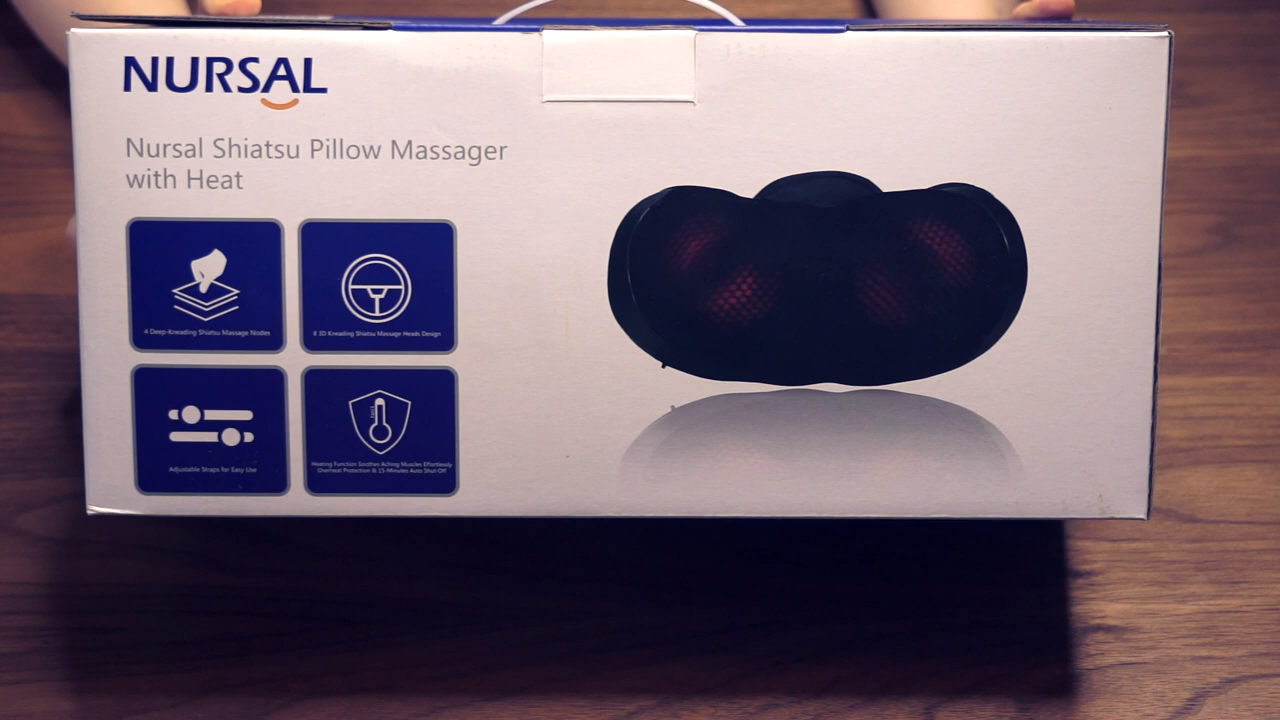 NURSAL
Nursal Shiatsu Pillow Massager
with Heat
4 Deep-Kneading Shiatsu Massage Nodes
8 3D Kneading Shiatsu Massage Heads Design
Adjustable Straps for Easy Use
Heating Function Soothes Aching Muscles Effortlessly
Overheat Protection & 15-Minutes Auto Shut-Off